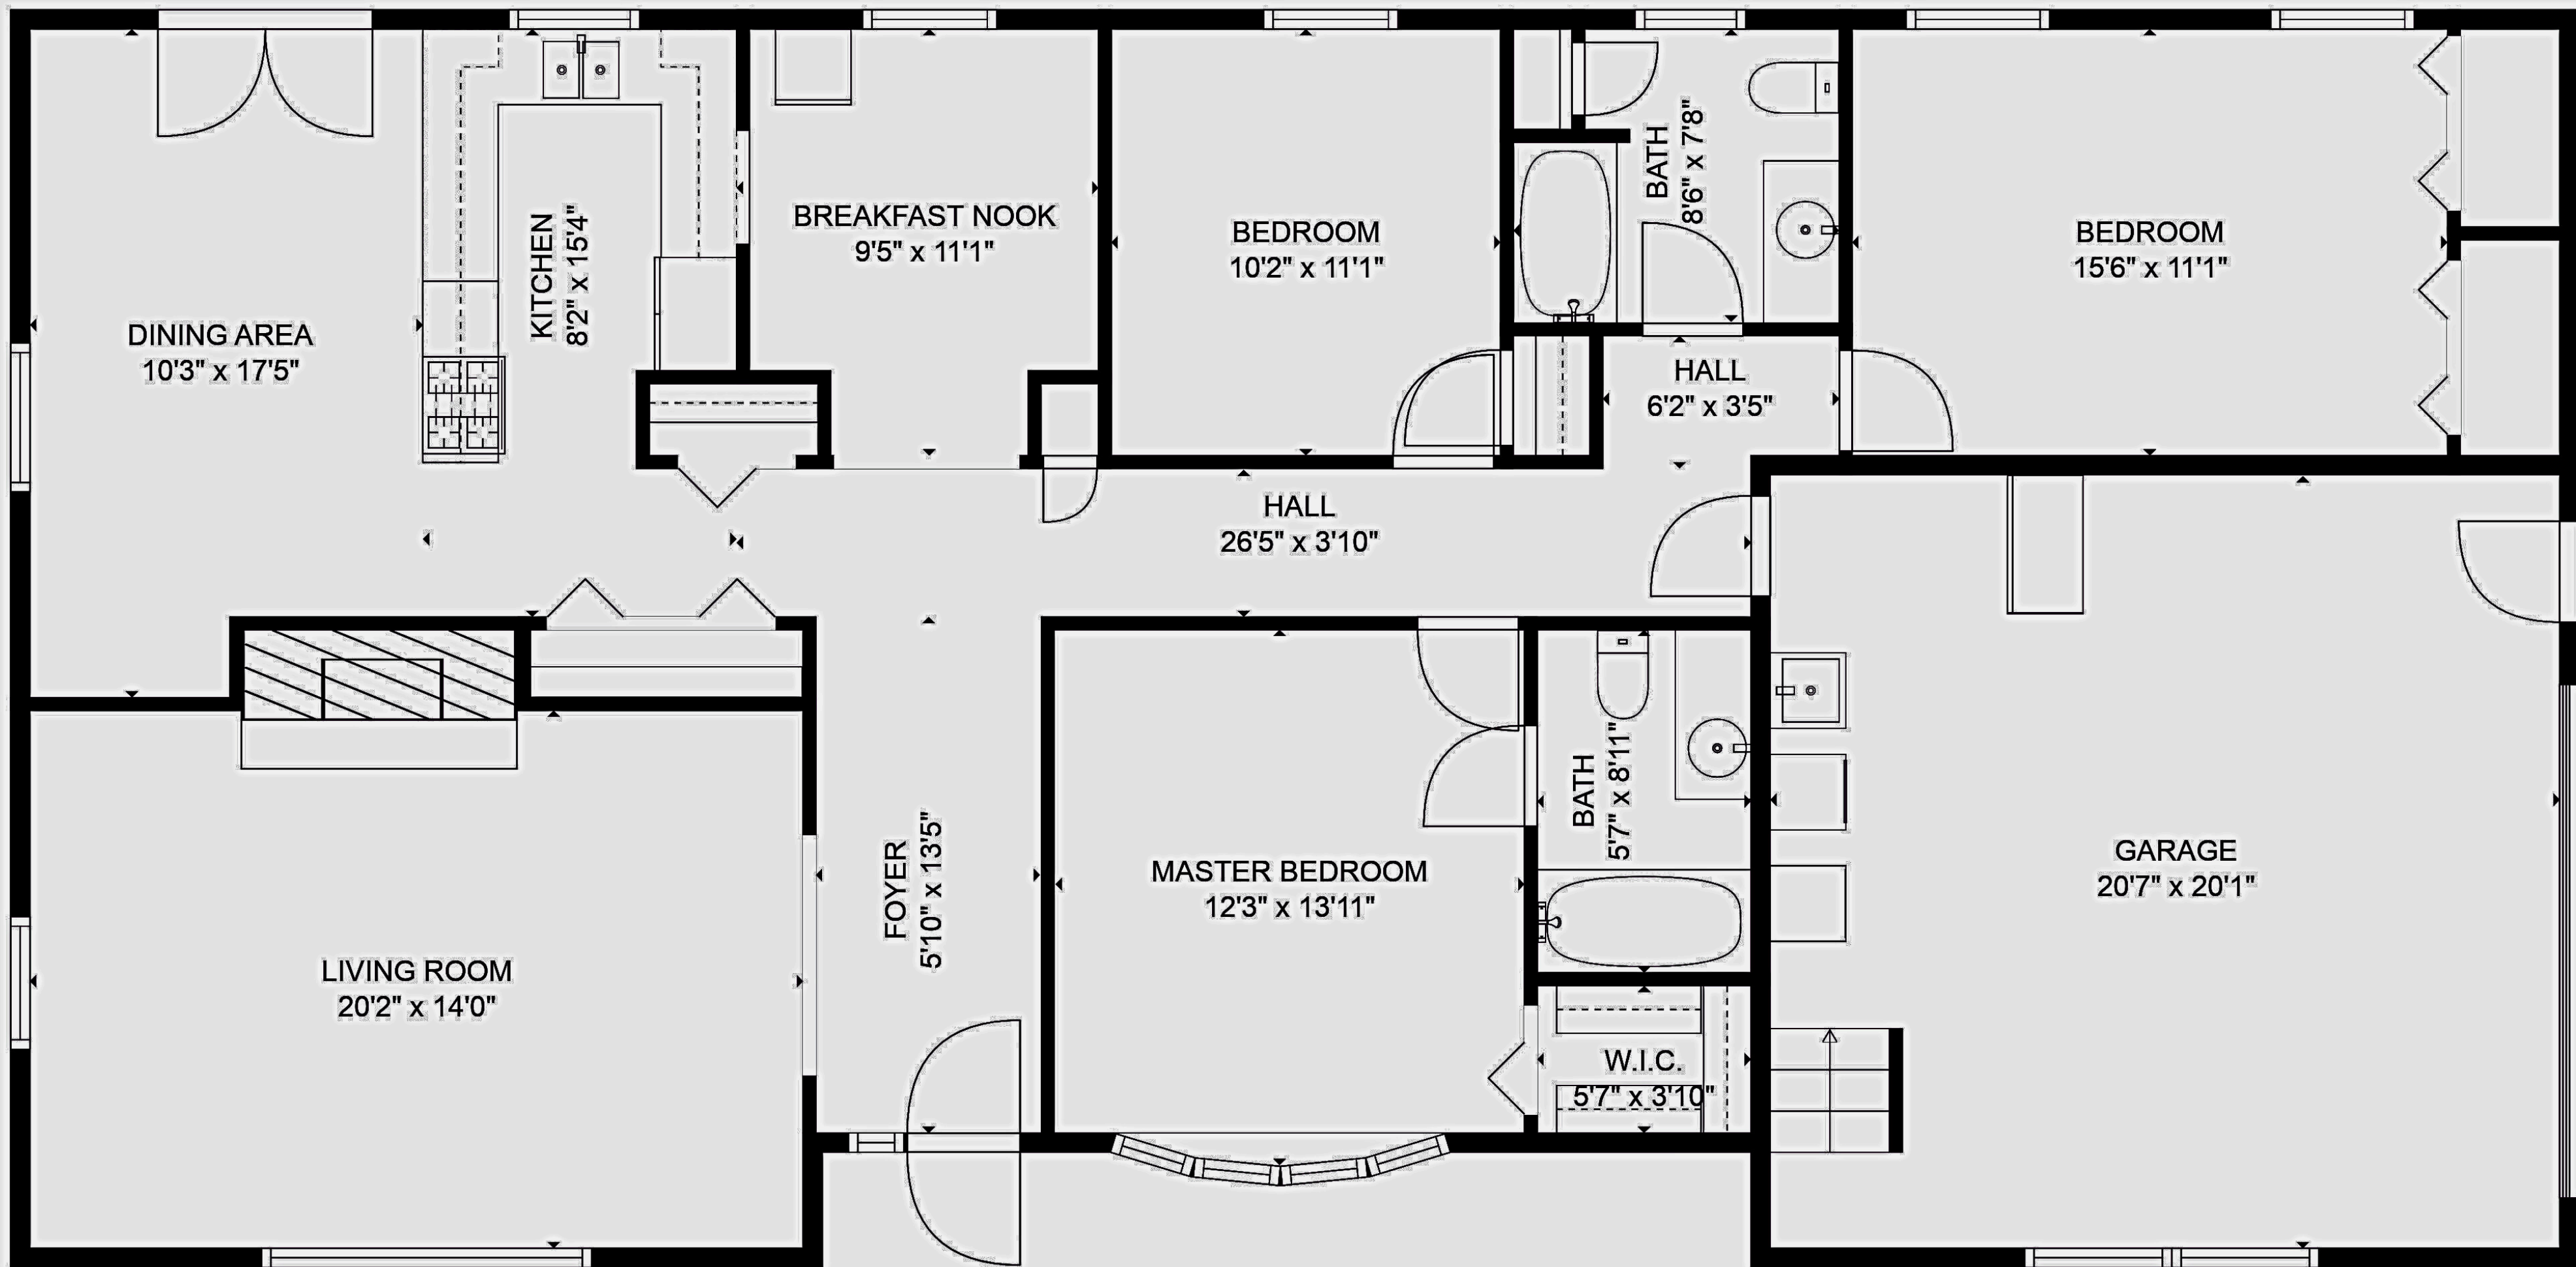 KITCHEN
8'2" x 15'4"
BREAKFAST NOOK
9'5" x 11'1"
BEDROOM
10'2" x 11'1"
BATH
8'6" x 7'8"
BEDROOM
15'6" x 11'1"
DINING AREA
10'3" x 17'5"
HALL
6'2" x 3'5"
HALL
26'5" x 3'10"
FOYER
5'10" x 13'5"
MASTER BEDROOM
12'3" x 13'11"
BATH
5'7" x 8'11"
GARAGE
20'7" x 20'1"
LIVING ROOM
20'2" x 14'0"
W.I.C.
5'7" x 3'10"